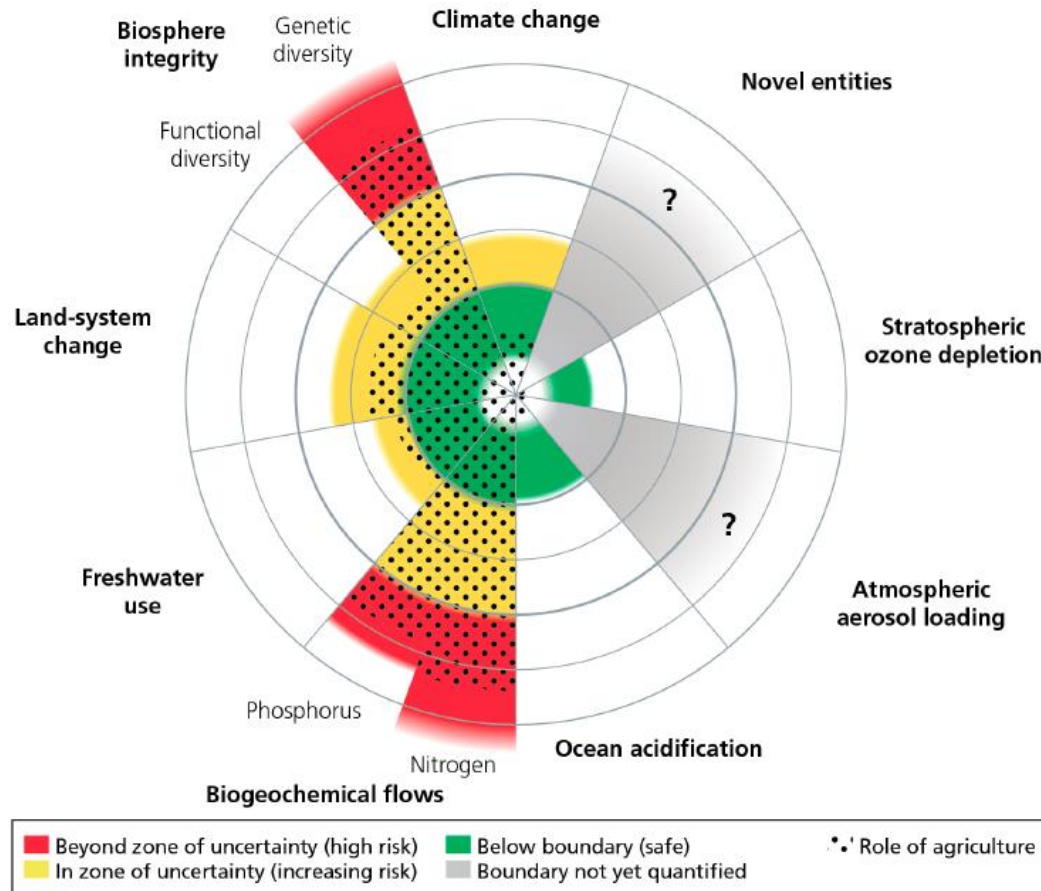 Climate change
Biosphere
integrity
Genetic
diversity
Novel entities
Functional
diversity
?
Land-system
change
Stratospheric
ozone depletion
?
Freshwater
use
Atmospheric
aerosol loading
Phosphorus
Nitrogen
Ocean acidification
Biogeochemical flows
Beyond zone of uncertainty (high risk)
In zone of uncertainty (increasing risk)
Below boundary (safe)
Boundary not yet quantified
Role of agriculture